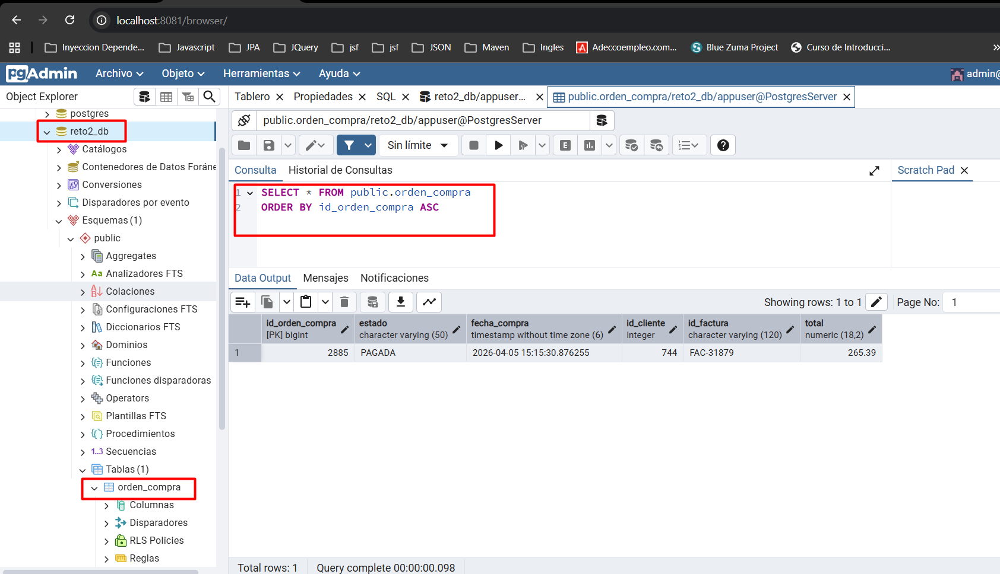 localhost:8081/browser/
Inyeccion Depende...
Javascript
JPA
JQuery
jsf
jsf
JSON
Maven
Ingles
Adeccoempleo.com...
Blue Zuma Project
Curso de Introducci...
pgAdmin
Archivo
Objeto
Herramientas
Ayuda
admin@
Object Explorer
Tablero
Propiedades
SQL
reto2_db/appuser...
public.orden_compra/reto2_db/appuser@PostgresServer
postgres
reto2_db
Catálogos
Contenedores de Datos Foráne
Conversiones
Disparadores por evento
Esquemas (1)
public
Aggregates
Aa Analizadores FTS
Colaciones
Configuraciones FTS
Diccionarios FTS
Dominios
Funciones
Funciones disparadoras
Operators
Plantillas FTS
Procedimientos
1..3 Secuencias
Tablas (1)
orden_compra
Columnas
Disparadores
RLS Policies
Reglas
public.orden_compra/reto2_db/appuser@PostgresServer
Sin límite
E
Consulta
Historial de Consultas
Scratch Pad
1 SELECT * FROM public.orden_compra
2 ORDER BY id_orden_compra ASC
Data Output
Mensajes
Notificaciones
Showing rows: 1 to 1
Page No: 1
id_orden_compra
[PK] bigint
estado
character varying (50)
fecha_compra
timestamp without time zone (6)
id_cliente
integer
id_factura
character varying (120)
total
numeric (18,2)
1 2885 PAGADA 2026-04-05 15:15:30.876255 744 FAC-31879 265.39
Total rows: 1
Query complete 00:00:00.098